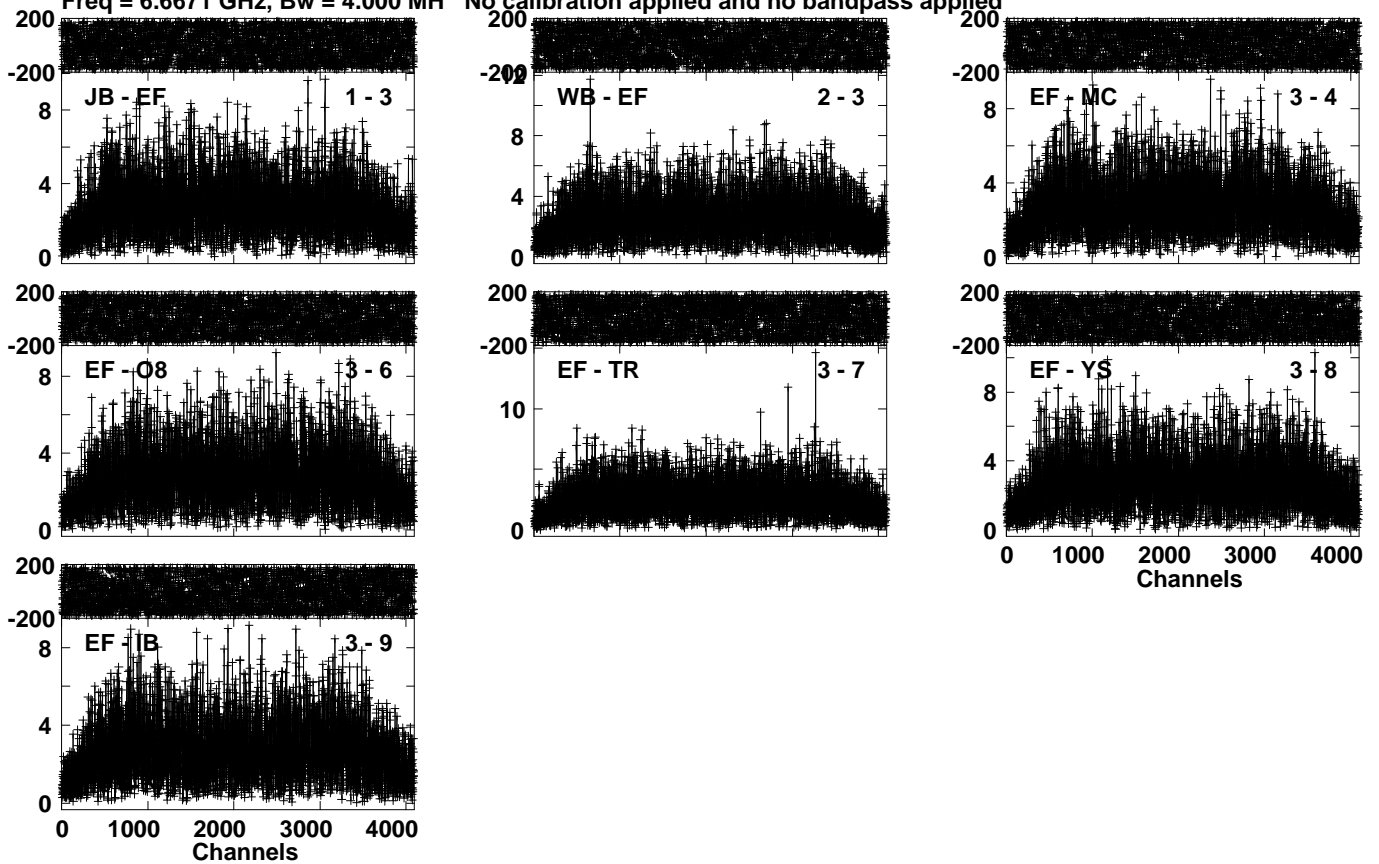 Freq = 6.6671 GHz, Bw = 4.000 MH No calibration applied and no bandpass applied
200
-200
JB - EF 1 - 3
8
4
0
-200
12
WB - EF 2 - 3
8
4
0
200
-200
EF - MC 3 - 4
8
4
0
200
-200
EF - O8 3 - 6
8
4
0
200
-200
EF - TR 3 - 7
10
0
200
-200
EF - YS 3 - 8
8
4
0
0 1000 2000 3000 4000
Channels
200
-200
EF - IB 3 - 9
8
4
0
0 1000 2000 3000 4000
Channels